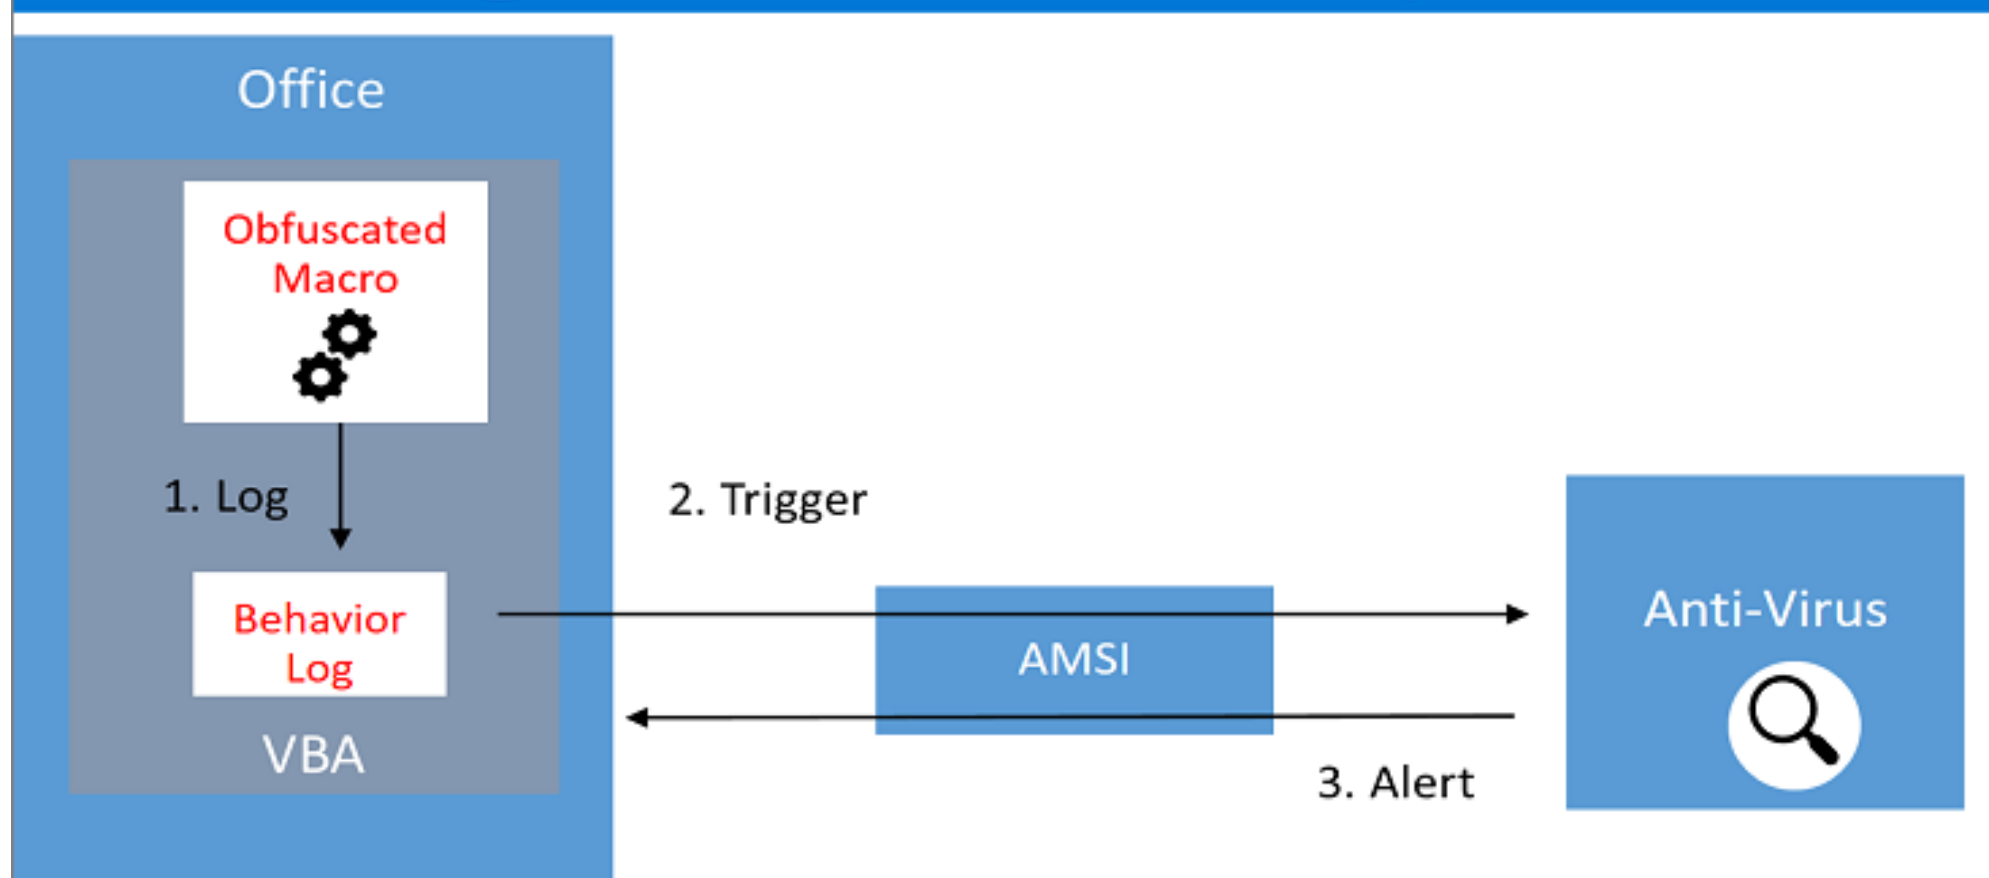 Office
Obfuscated
Macro
1. Log
2. Trigger
Behavior
Log
VBA
AMSI
Anti-Virus
3. Alert